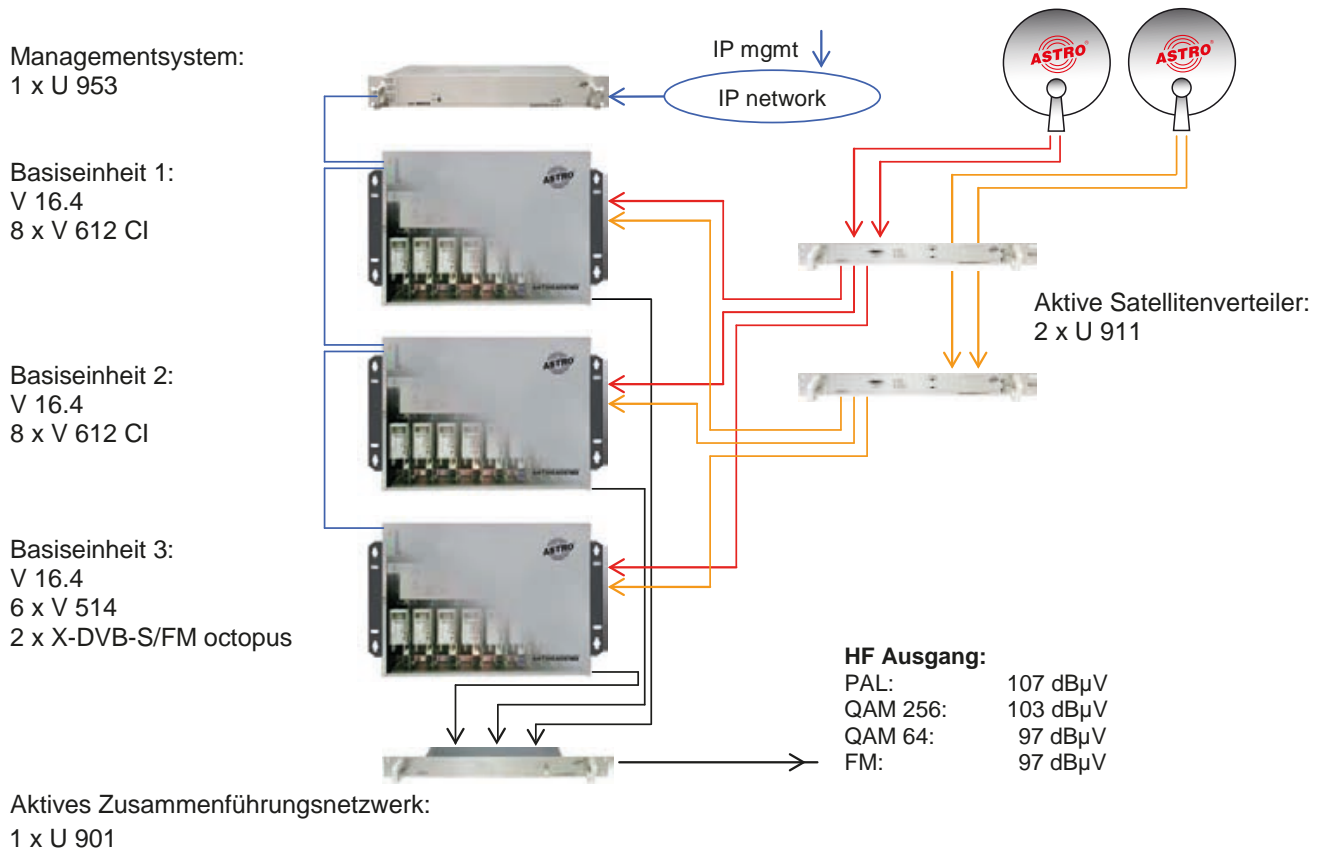 Managementsystem:
1 x U 953
IP mgmt
IP network
ASTRO
ASTRO
Basiseinheit 1:
V 16.4
8 x V 612 CI
ASTRO
Aktive Satellitenverteiler:
2 x U 911
Basiseinheit 2:
V 16.4
8 x V 612 CI
ASTRO
Basiseinheit 3:
V 16.4
6 x V 514
2 x X-DVB-S/FM octopus
ASTRO
HF Ausgang:
PAL: 107 dBµV
QAM 256: 103 dBµV
QAM 64: 97 dBµV
FM: 97 dBµV
Aktives Zusammenführungsnetzwerk:
1 x U 901